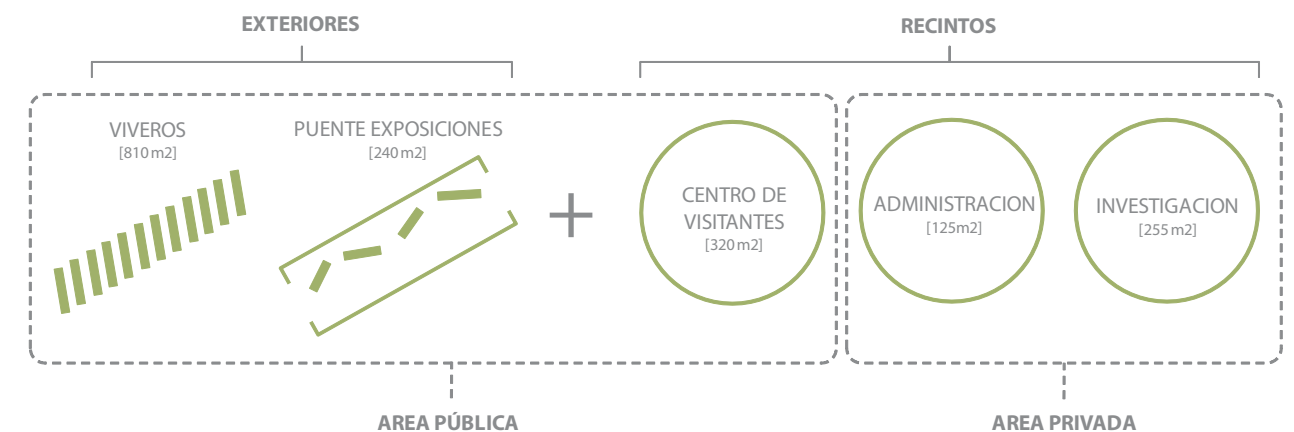 EXTERIORES
RECINTOS
VIVEROS
[810 m2]
PUENTE EXPOSICIONES
[240 m2]
CENTRO DE
VISITANTES
[320 m2]
ADMINISTRACION
[125m2]
INVESTIGACION
[255 m2]
AREA PÚBLICA
AREA PRIVADA